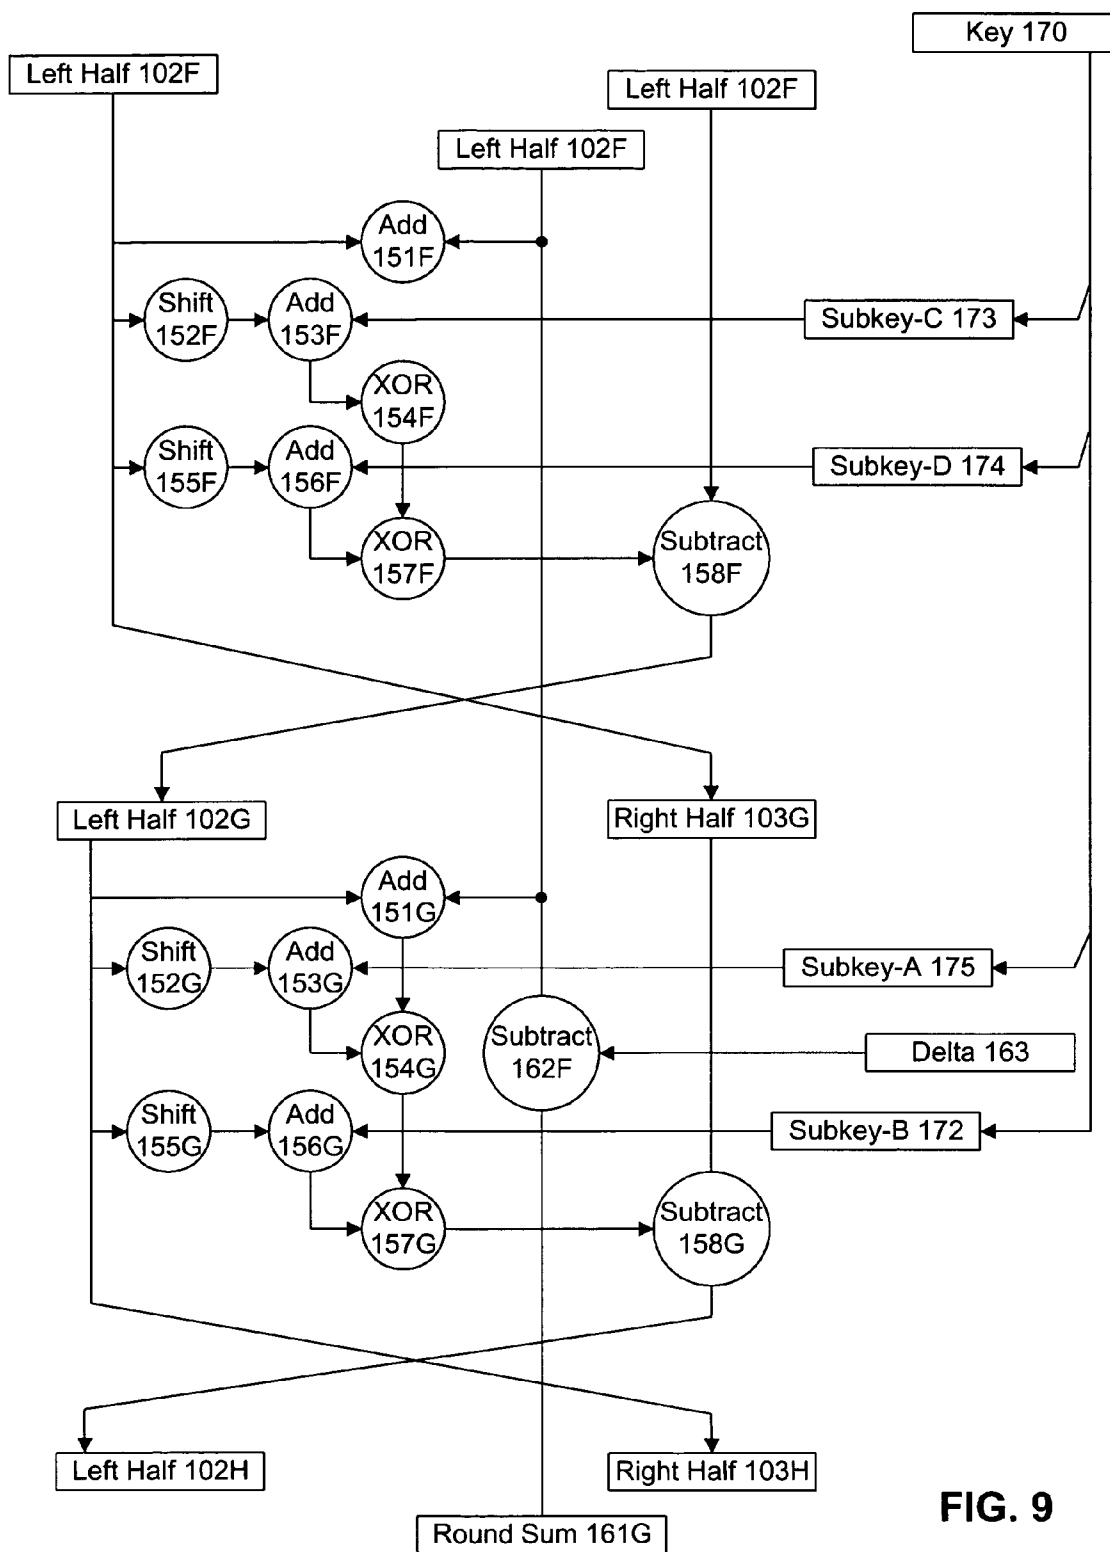 Key 170
Left Half 102F
Left Half 102F
Left Half 102F
Add
151F
Shift
152F
Add
153F
Subkey-C 173
XOR
154F
Shift
155F
Add
156F
Subkey-D 174
XOR
157F
Subtract
158F
Left Half 102G
Right Half 103G
Add
151G
Shift
152G
Add
153G
Subkey-A 175
XOR
154G
Subtract
162F
Delta 163
Shift
155G
Add
156G
Subkey-B 172
XOR
157G
Subtract
158G
Left Half 102H
Right Half 103H
Round Sum 161G
FIG. 9